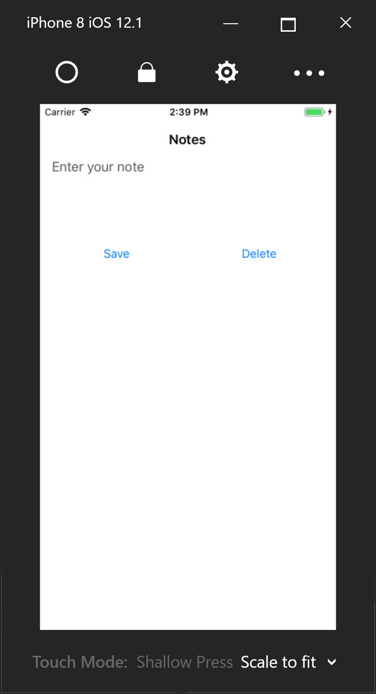 iPhone 8 iOS 12.1
Carrier 2:39 PM
Notes
Enter your note
Save Delete
Touch Mode: Shallow Press Scale to fit